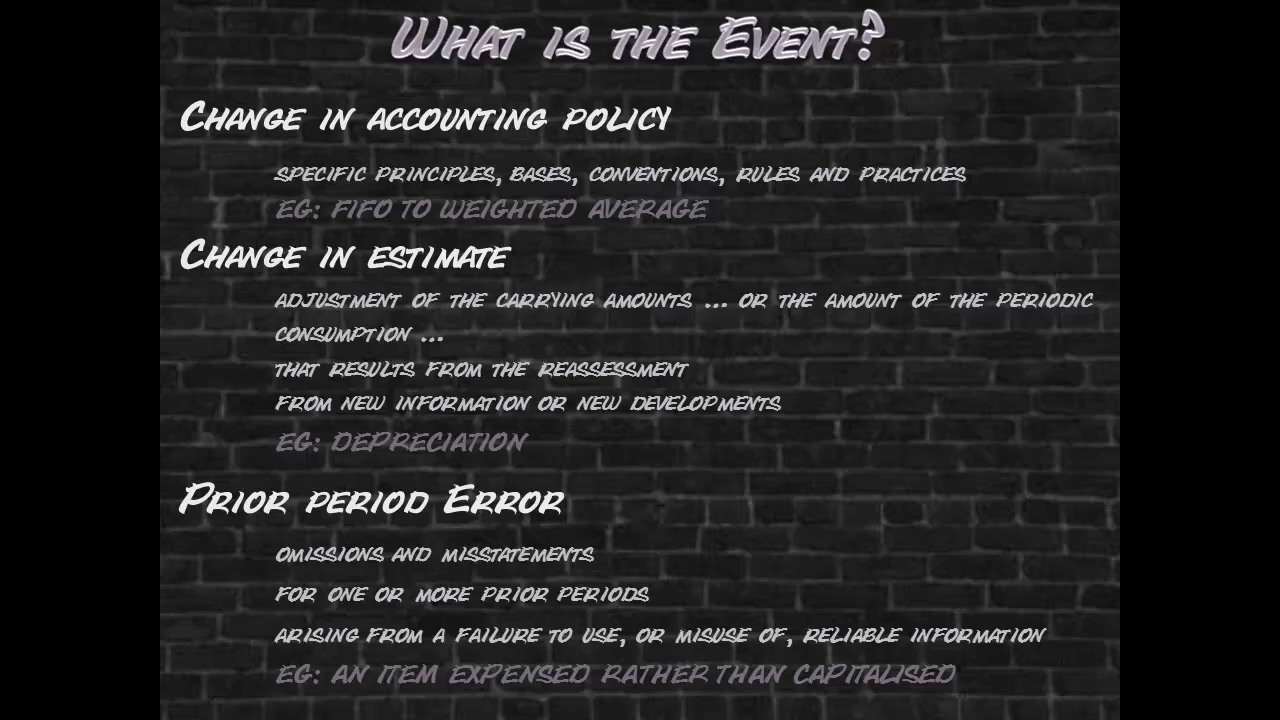 What is the Event?
Change in accounting policy
specific principles, bases, conventions, rules and practices
eg: FIFO to weighted average
Change in estimate
adjustment of the carrying amounts ... or the amount of the periodic
consumption ...
that results from the reassessment
from new information or new developments
eg: depreciation
Prior period Error
omissions and misstatements
for one or more prior periods
arising from a failure to use, or misuse of, reliable information
eg: an item expensed rather than capitalised